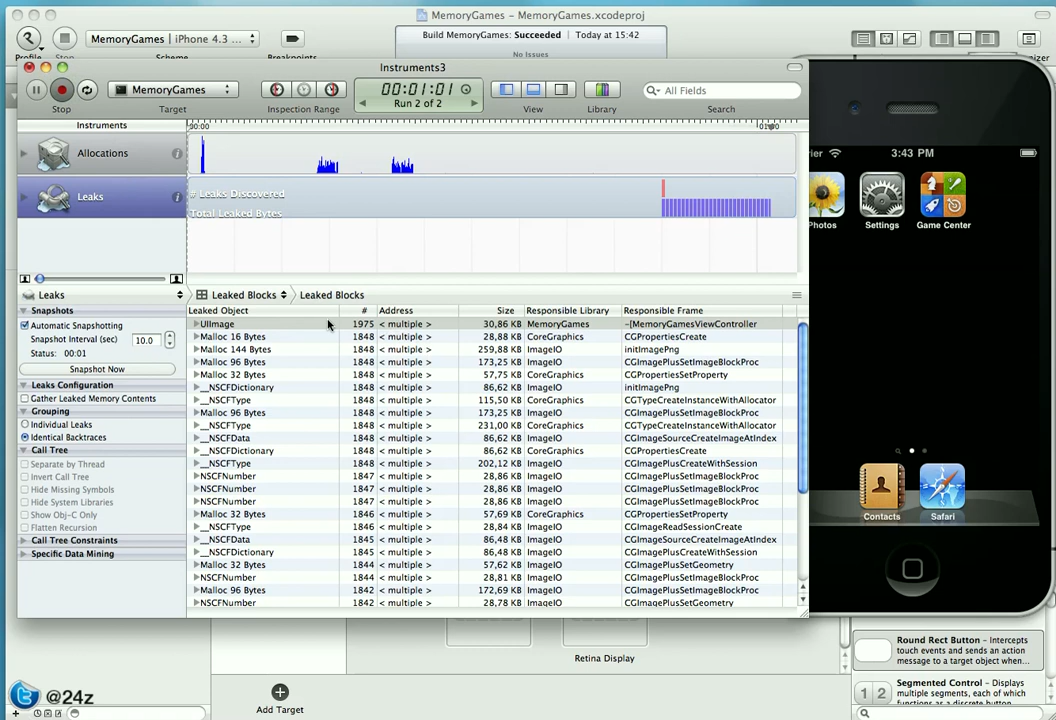 MemoryGames – MemoryGames.xcodeproj
MemoryGames | iPhone 4.3 ...
Build MemoryGames: Succeeded | Today at 15:42
No Issues
Profile
Stop
Scheme
Breakpoints
Instruments3
MemoryGames
00:01:01
Run 2 of 2
All Fields
Stop
Target
Inspection Range
View
Library
Search
Instruments
00:00
01:00
Allocations
Leaks
# Leaks Discovered
Total Leaked Bytes
Leaks
Leaked Blocks
Leaked Blocks
Snapshots
Automatic Snapshotting
Snapshot Interval (sec) 10.0
Status: 00:01
Snapshot Now
Leaks Configuration
Gather Leaked Memory Contents
Grouping
Individual Leaks
Identical Backtraces
Call Tree
Separate by Thread
Invert Call Tree
Hide Missing Symbols
Hide System Libraries
Show Obj-C Only
Flatten Recursion
Call Tree Constraints
Specific Data Mining
Leaked Object # Address Size Responsible Library Responsible Frame
UIImage 1975 < multiple > 30,86 KB MemoryGames -[MemoryGamesViewController
Malloc 16 Bytes 1848 < multiple > 28,88 KB CoreGraphics CGPropertiesCreate
Malloc 144 Bytes 1848 < multiple > 259,88 KB ImageIO initImagePng
Malloc 96 Bytes 1848 < multiple > 173,25 KB ImageIO CGImagePlusSetImageBlockProc
Malloc 32 Bytes 1848 < multiple > 57,75 KB CoreGraphics CGPropertiesSetProperty
__NSCFDictionary 1848 < multiple > 86,62 KB ImageIO initImagePng
__NSCFType 1848 < multiple > 115,50 KB CoreGraphics CGTypeCreateInstanceWithAllocator
Malloc 96 Bytes 1848 < multiple > 173,25 KB ImageIO CGImagePlusSetImageBlockProc
__NSCFType 1848 < multiple > 231,00 KB CoreGraphics CGTypeCreateInstanceWithAllocator
__NSCFData 1848 < multiple > 86,62 KB ImageIO CGImageSourceCreateImageAtIndex
__NSCFDictionary 1848 < multiple > 86,62 KB CoreGraphics CGPropertiesCreate
__NSCFType 1848 < multiple > 202,12 KB ImageIO CGImagePlusCreateWithSession
NSCFNumber 1847 < multiple > 28,86 KB ImageIO CGImagePlusSetImageBlockProc
NSCFNumber 1847 < multiple > 28,86 KB ImageIO CGImagePlusSetImageBlockProc
NSCFNumber 1847 < multiple > 28,86 KB ImageIO CGImagePlusSetImageBlockProc
Malloc 32 Bytes 1846 < multiple > 57,69 KB CoreGraphics CGPropertiesSetProperty
__NSCFType 1846 < multiple > 28,84 KB ImageIO CGImageReadSessionCreate
__NSCFData 1845 < multiple > 86,48 KB ImageIO CGImageSourceCreateImageAtIndex
__NSCFDictionary 1845 < multiple > 86,48 KB ImageIO CGImagePlusCreateWithSession
Malloc 32 Bytes 1844 < multiple > 57,62 KB ImageIO CGImagePlusSetGeometry
NSCFNumber 1844 < multiple > 28,81 KB ImageIO CGImagePlusSetImageBlockProc
Malloc 96 Bytes 1842 < multiple > 172,69 KB ImageIO CGImagePlusSetImageBlockProc
NSCFNumber 1842 < multiple > 28,78 KB ImageIO CGImagePlusSetGeometry
3:43 PM
Photos
Settings
Game Center
Contacts
Safari
Retina Display
Add Target
@24z
Round Rect Button – Intercepts
touch events and sends an action
message to a target object when...
1 2
Segmented Control – Displays
multiple segments, each of which
functions as a discrete button